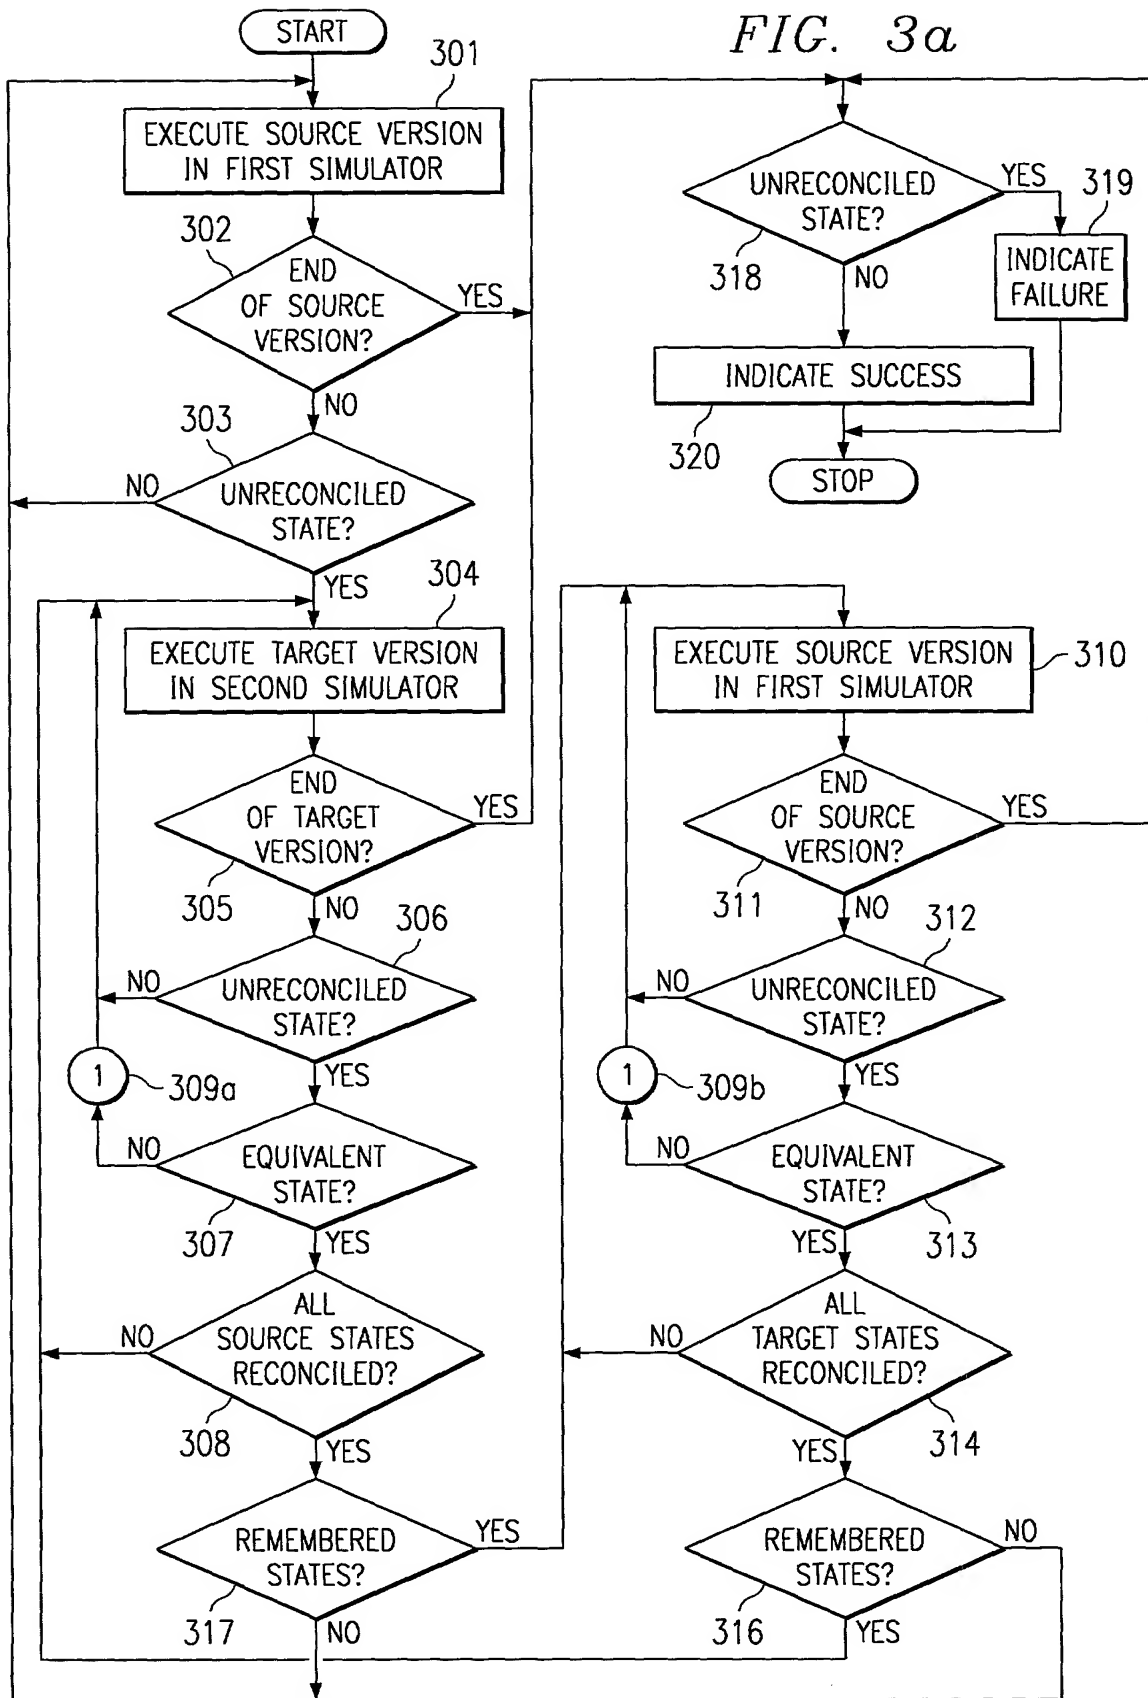 START
FIG. 3a
301
EXECUTE SOURCE VERSION
IN FIRST SIMULATOR
302
END
OF SOURCE
VERSION?
YES
NO
303
UNRECONCILED
STATE?
NO
YES
304
EXECUTE TARGET VERSION
IN SECOND SIMULATOR
END
OF TARGET
VERSION?
YES
305
NO
306
UNRECONCILED
STATE?
NO
YES
1
309a
EQUIVALENT
STATE?
NO
307
YES
ALL
SOURCE STATES
RECONCILED?
NO
308
YES
REMEMBERED
STATES?
YES
317
NO
UNRECONCILED
STATE?
YES
318
NO
319
INDICATE
FAILURE
INDICATE SUCCESS
320
STOP
EXECUTE SOURCE VERSION
IN FIRST SIMULATOR
310
END
OF SOURCE
VERSION?
YES
311
NO
312
UNRECONCILED
STATE?
NO
YES
1
309b
EQUIVALENT
STATE?
NO
313
YES
ALL
TARGET STATES
RECONCILED?
NO
314
YES
REMEMBERED
STATES?
NO
316
YES